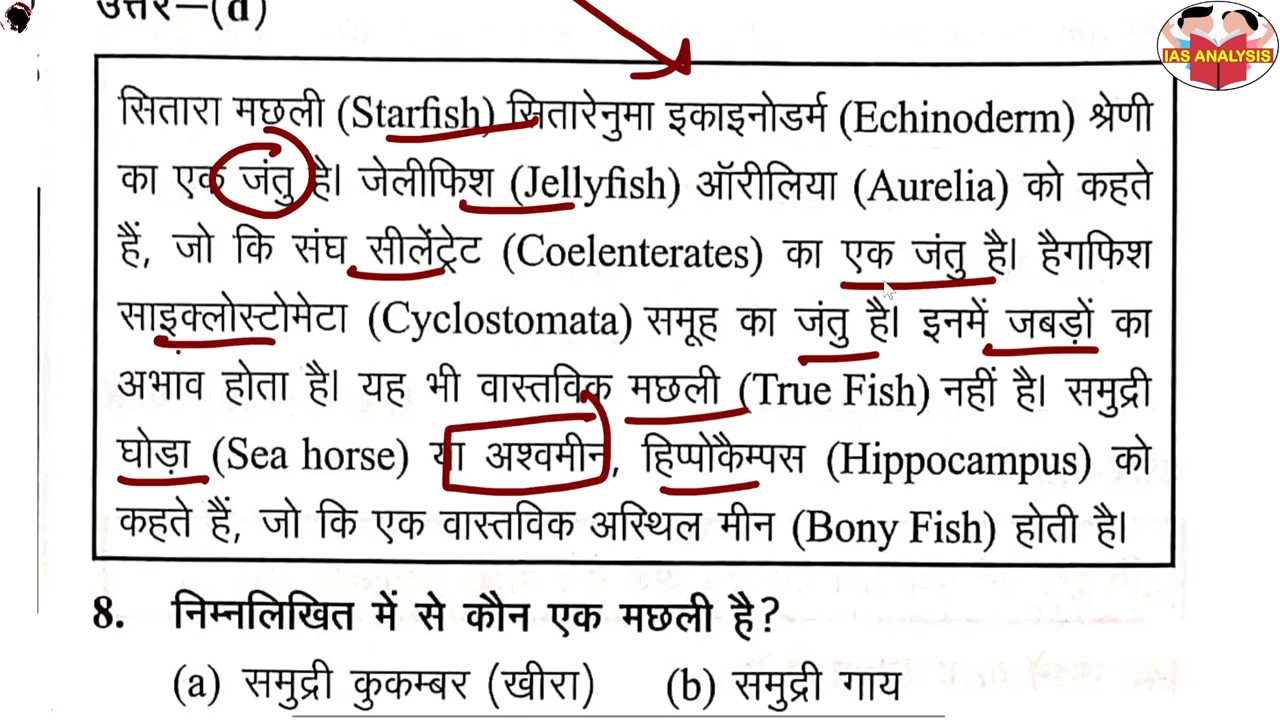 उत्तर–(d)
IAS ANALYSIS
सितारा मछली (Starfish) सितारेनुमा इकाइनोडर्म (Echinoderm) श्रेणी
का एक जंतु है। जेलीफिश (Jellyfish) ऑरीलिया (Aurelia) को कहते
हैं, जो कि संघ सीलेंट्रेट (Coelenterates) का एक जंतु है। हैगफिश
साइक्लोस्टोमेटा (Cyclostomata) समूह का जंतु है। इनमें जबड़ों का
अभाव होता है। यह भी वास्तविक मछली (True Fish) नहीं है। समुद्री
घोड़ा (Sea horse) या अश्वमीन, हिप्पोकैम्पस (Hippocampus) को
कहते हैं, जो कि एक वास्तविक अस्थिल मीन (Bony Fish) होती है।
8. निम्नलिखित में से कौन एक मछली है?
(a) समुद्री कुकम्बर (खीरा) (b) समुद्री गाय